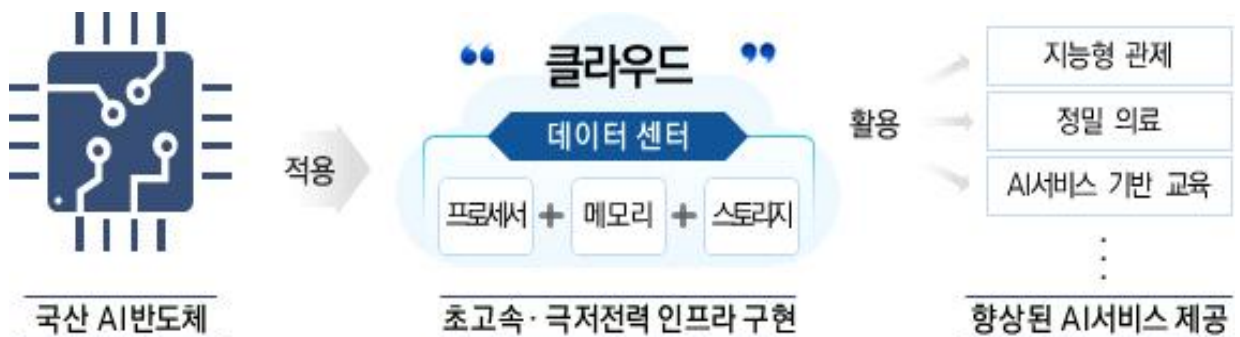 국산 AI반도체
적용
“ 클라우드 ”
데이터 센터
프로세서 + 메모리 + 스토리지
초고속·극저전력 인프라 구현
활용
지능형 관제
정밀 의료
AI서비스 기반 교육
⋮
향상된 AI서비스 제공